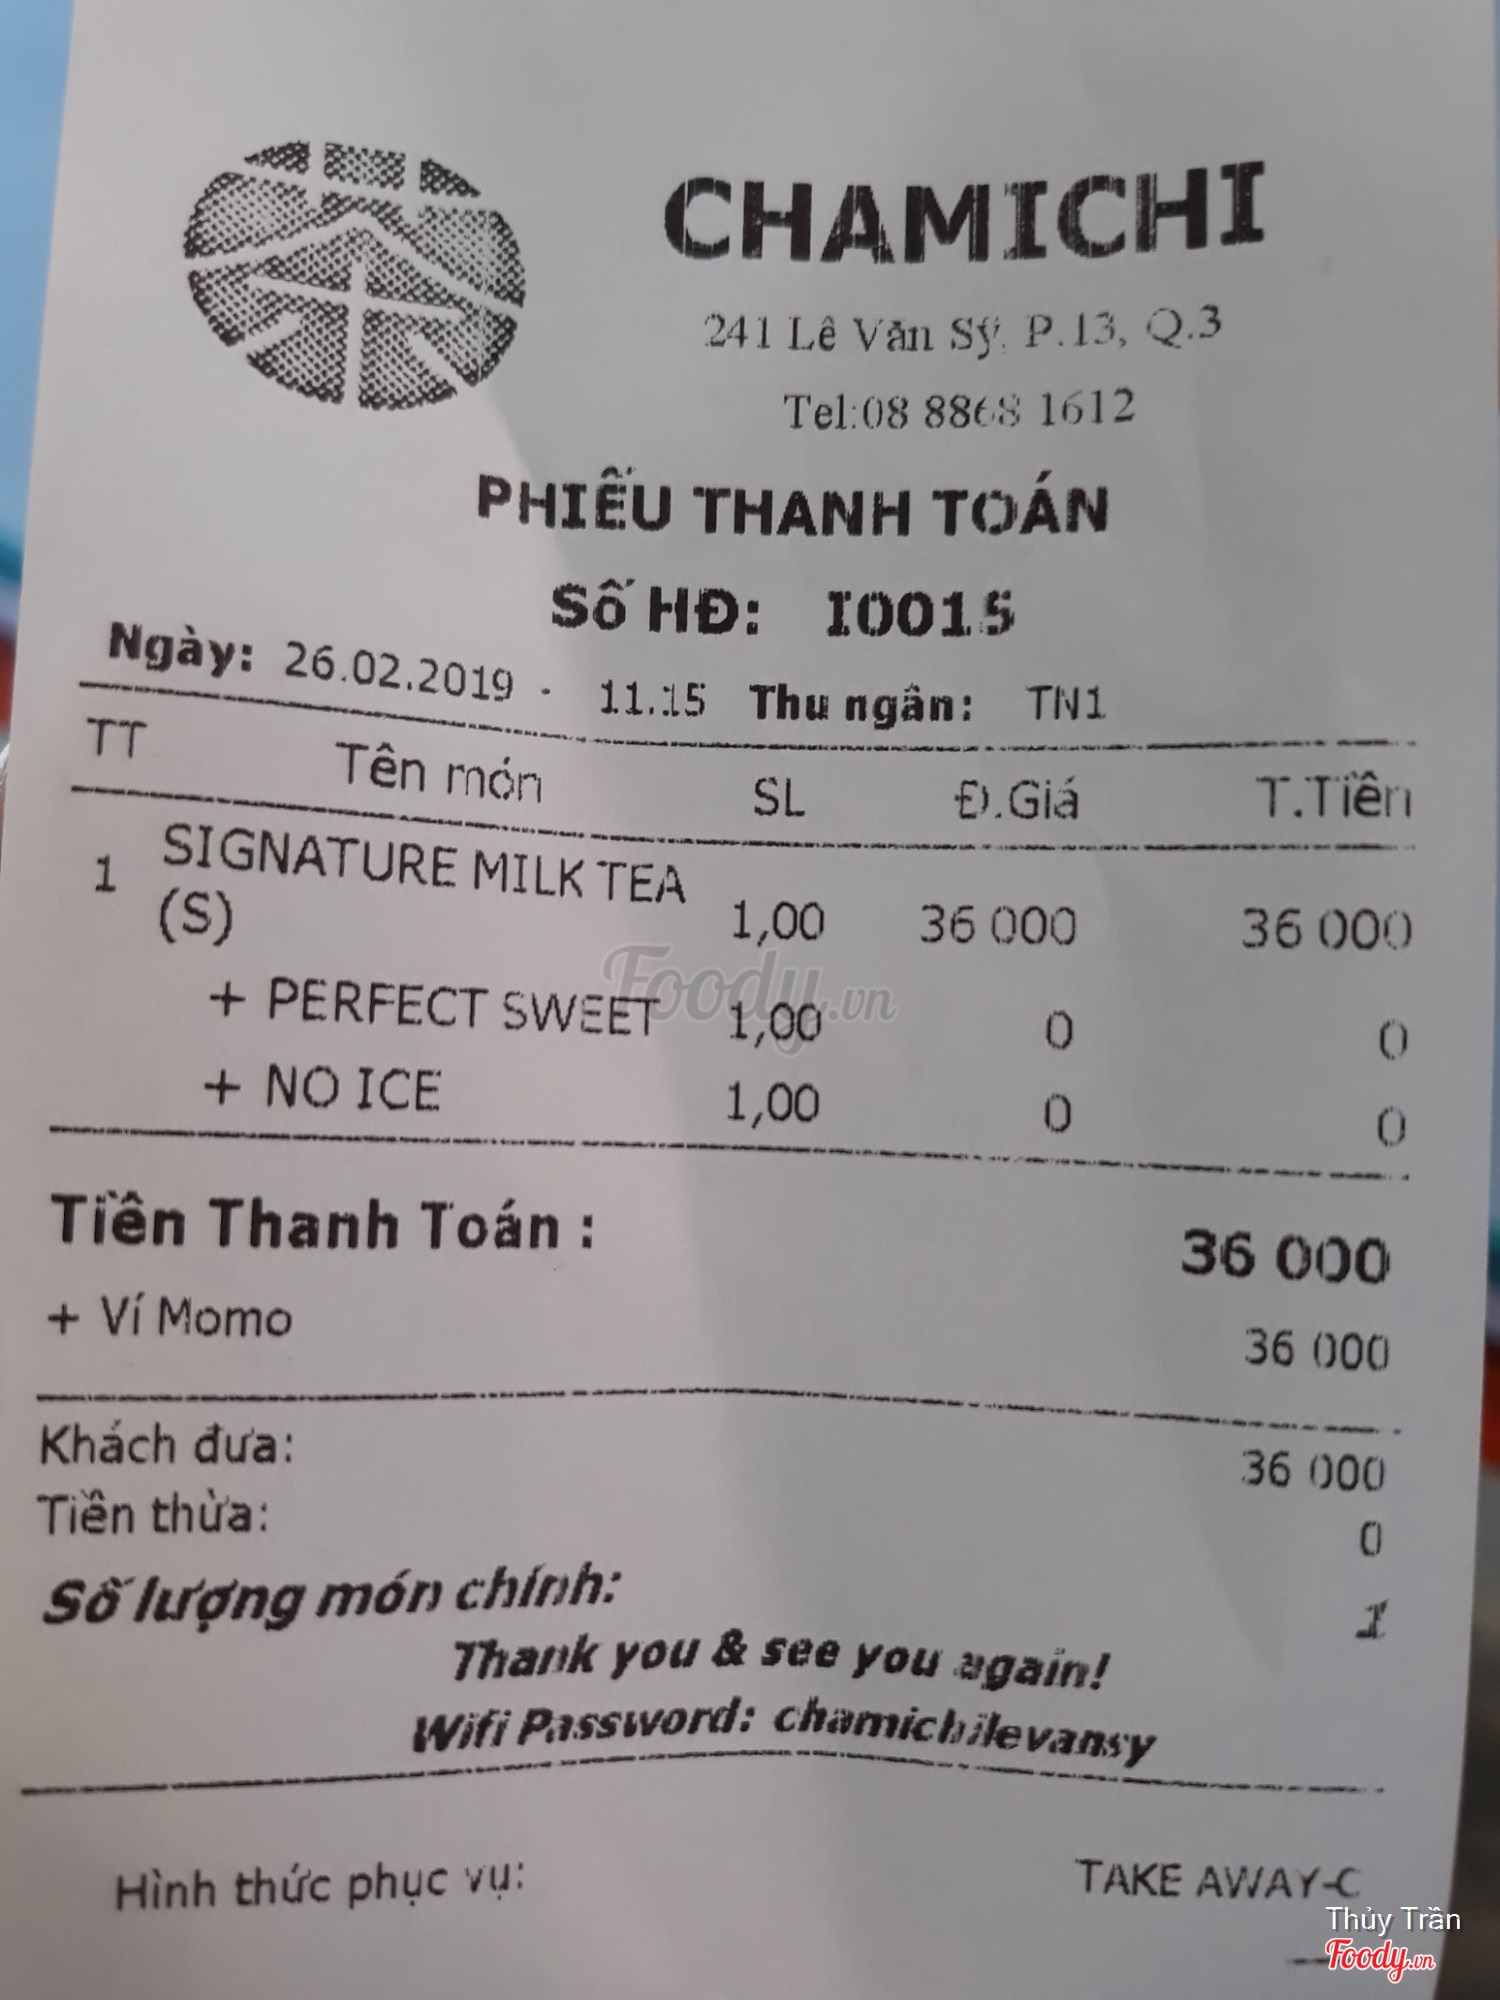 CHAMICHI
241 Lê Văn Sỹ, P.13, Q.3
Tel:08 8868 1612
PHIẾU THANH TOÁN
Số HĐ: I0015
Ngày: 26.02.2019 - 11.15 Thu ngân: TN1
TT Tên món SL Đ.Giá T.Tiền
1 SIGNATURE MILK TEA (S) 1,00 36 000 36 000
+ PERFECT SWEET 1,00 0 0
+ NO ICE 1,00 0 0
Foody.vn
Tiền Thanh Toán : 36 000
+ Ví Momo 36 000
Khách đưa: 36 000
Tiền thừa: 0
Số lượng món chính: 1
Thank you & see you again!
Wifi Password: chamichilevansy
Hình thức phục vụ: TAKE AWAY-C
Thủy Trần
Foody.vn